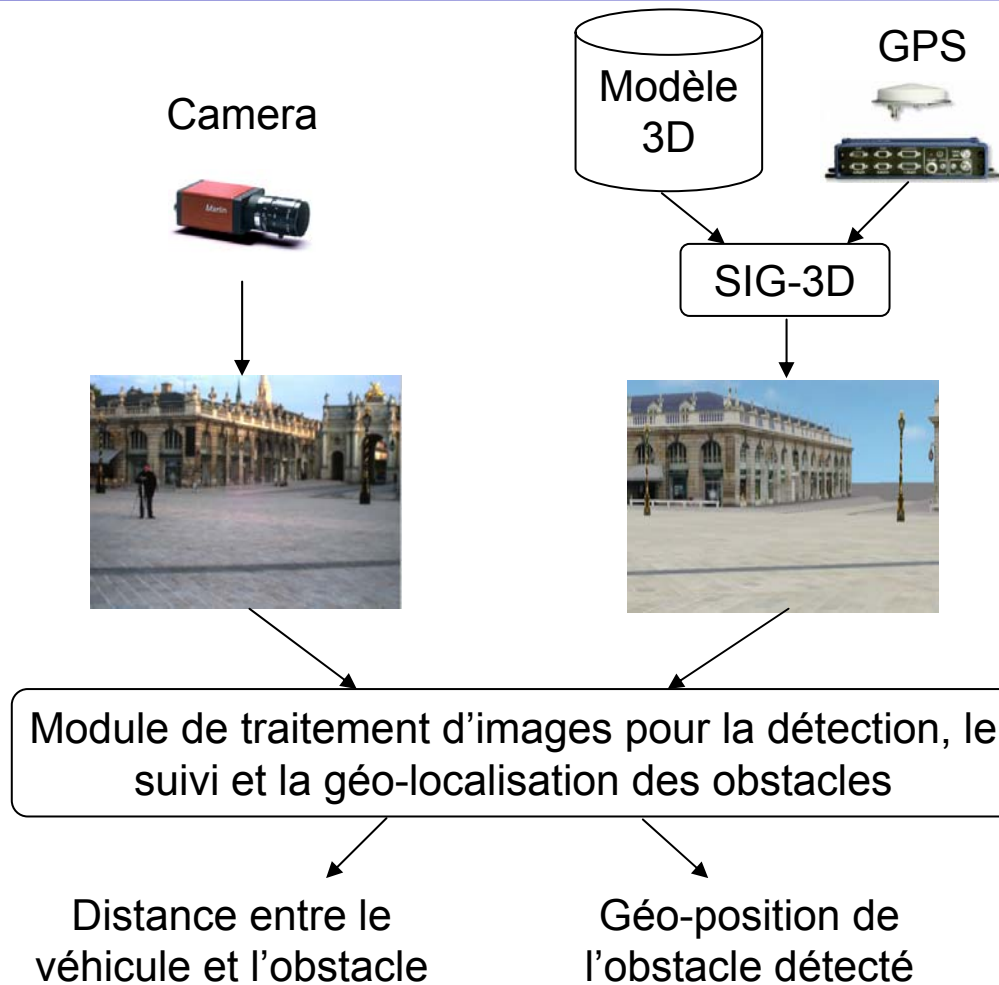 Camera
Modèle
3D
GPS
Marlin
SIG-3D
Module de traitement d’images pour la détection, le
suivi et la géo-localisation des obstacles
Distance entre le
véhicule et l’obstacle
Géo-position de
l’obstacle détecté